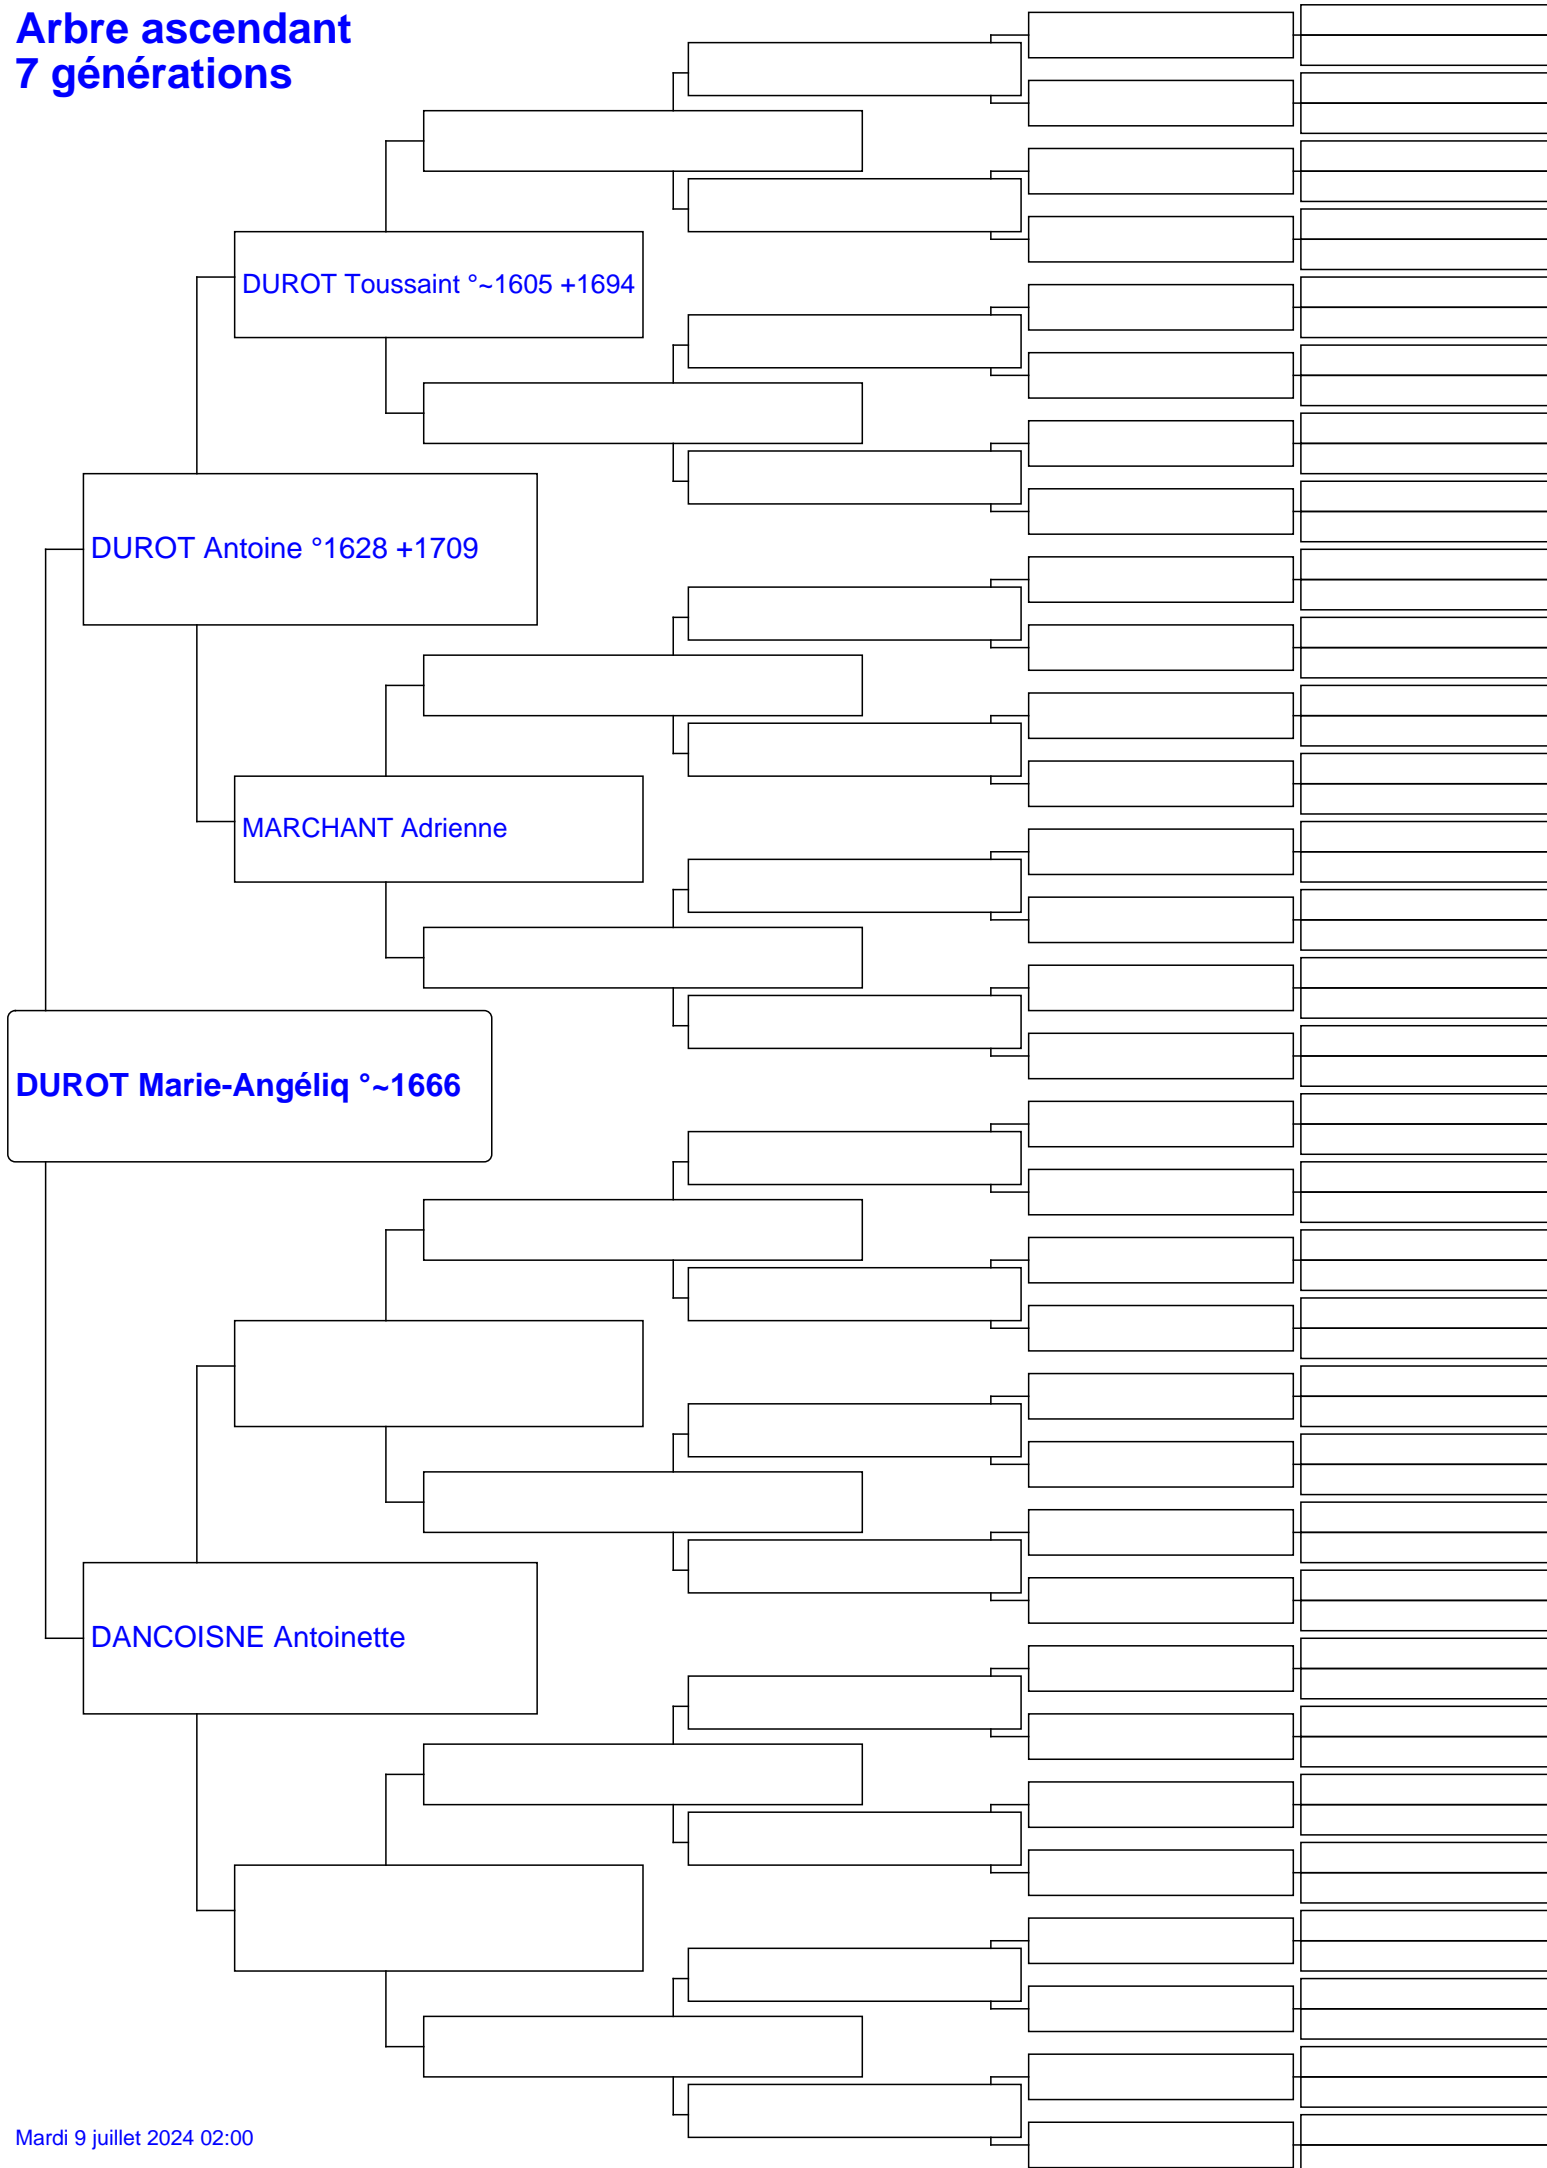 Arbre ascendant
7 générations
DUROT Toussaint °~1605 +1694
DUROT Antoine °1628 +1709
MARCHANT Adrienne
DUROT Marie-Angéliq °~1666
DANCOISNE Antoinette
Mardi 9 juillet 2024 02:00